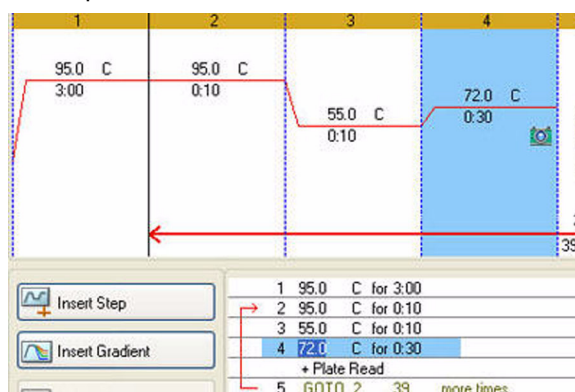 1 2 3 4
95.0 C 95.0 C
3:00 0:10
72.0 C
55.0 C 0:30
0:10
39
Insert Step
Insert Gradient
1 95.0 C for 3:00
2 95.0 C for 0:10
3 55.0 C for 0:10
4 72.0 C for 0:30
+ Plate Read
5 GOTO 2 39 more times